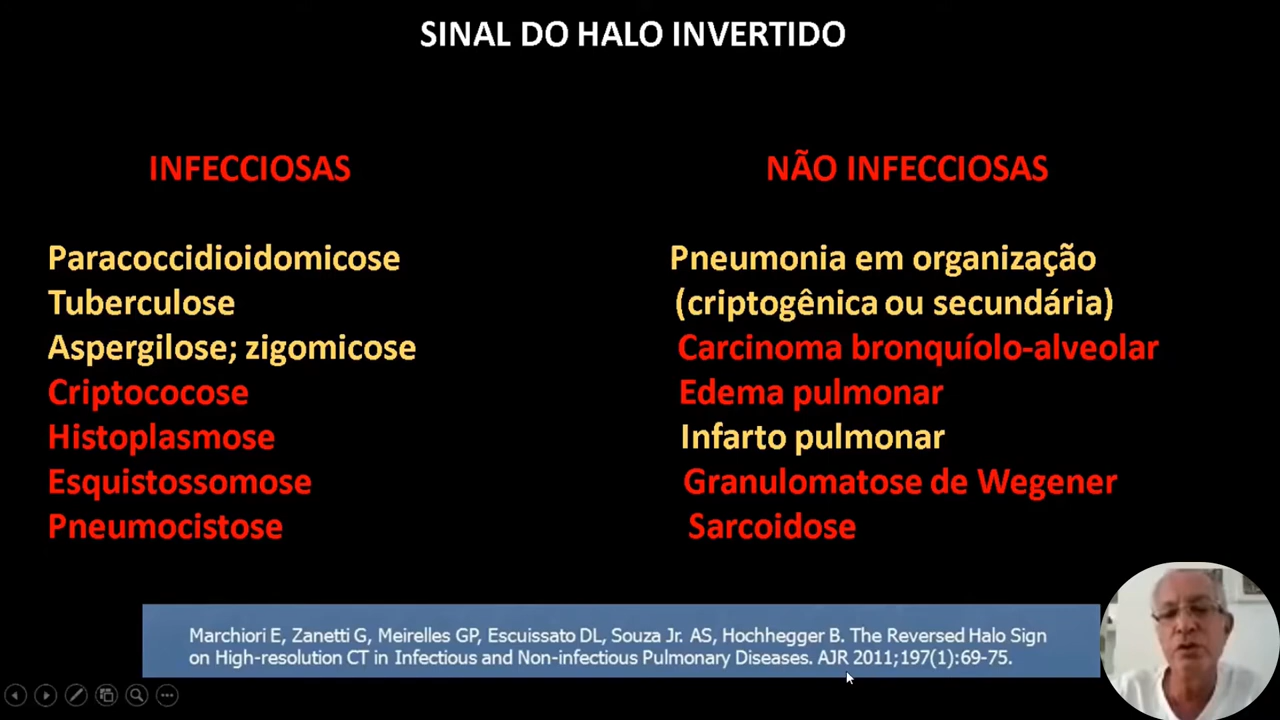 SINAL DO HALO INVERTIDO
INFECCIOSAS
Paracoccidioidomicose
Tuberculose
Aspergilose; zigomicose
Criptococose
Histoplasmose
Esquistossomose
Pneumocistose
NÃO INFECCIOSAS
Pneumonia em organização
(criptogênica ou secundária)
Carcinoma bronquíolo-alveolar
Edema pulmonar
Infarto pulmonar
Granulomatose de Wegener
Sarcoidose
Marchiori E, Zanetti G, Meirelles GP, Escuissato DL, Souza Jr. AS, Hochhegger B. The Reversed Halo Sign
on High-resolution CT in Infectious and Non-infectious Pulmonary Diseases. AJR 2011;197(1):69-75.